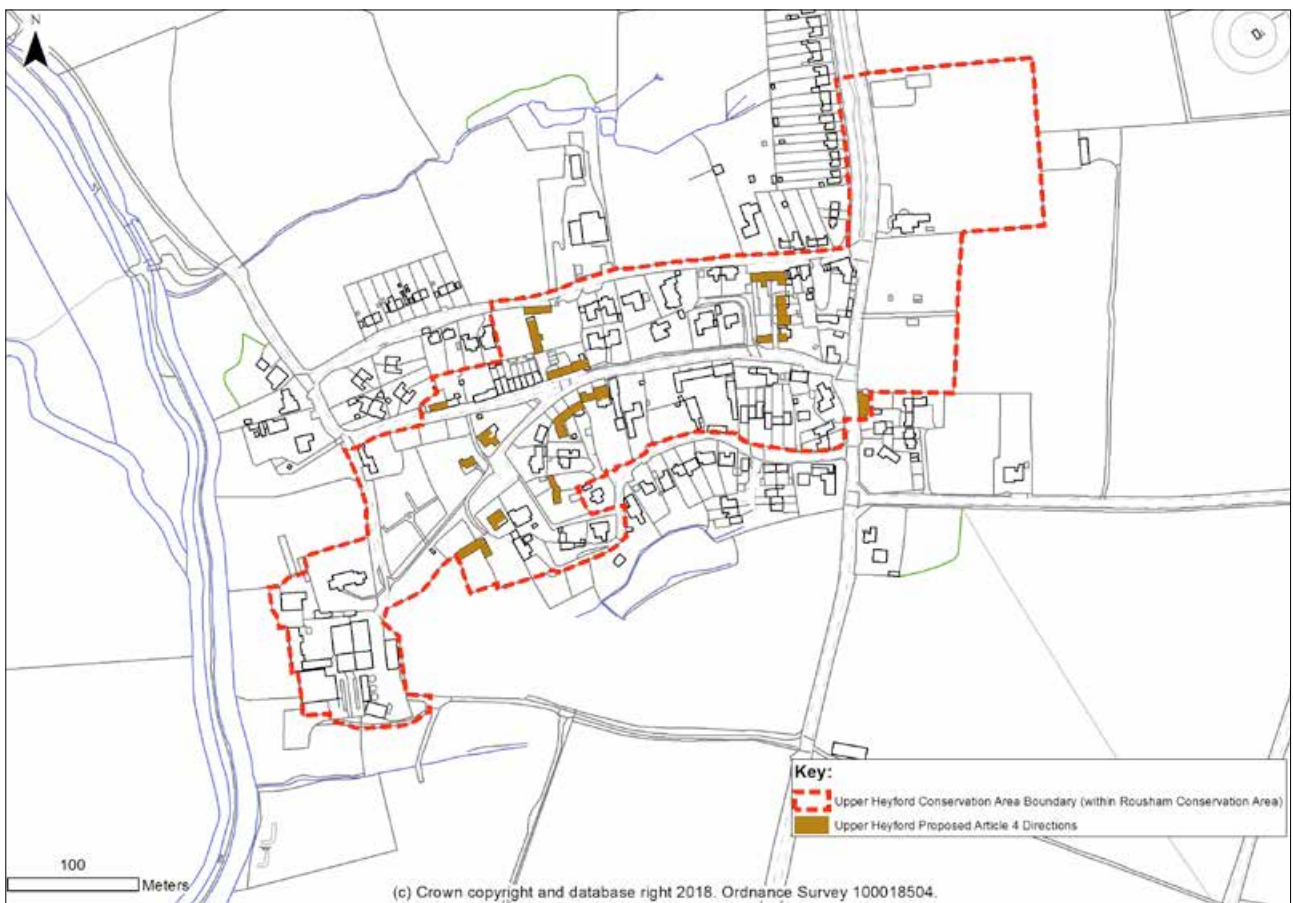 N
Key:
Upper Heyford Conservation Area Boundary (within Rousham Conservation Area)
Upper Heyford Proposed Article 4 Directions
100
Meters
(c) Crown copyright and database right 2018. Ordnance Survey 100018504.